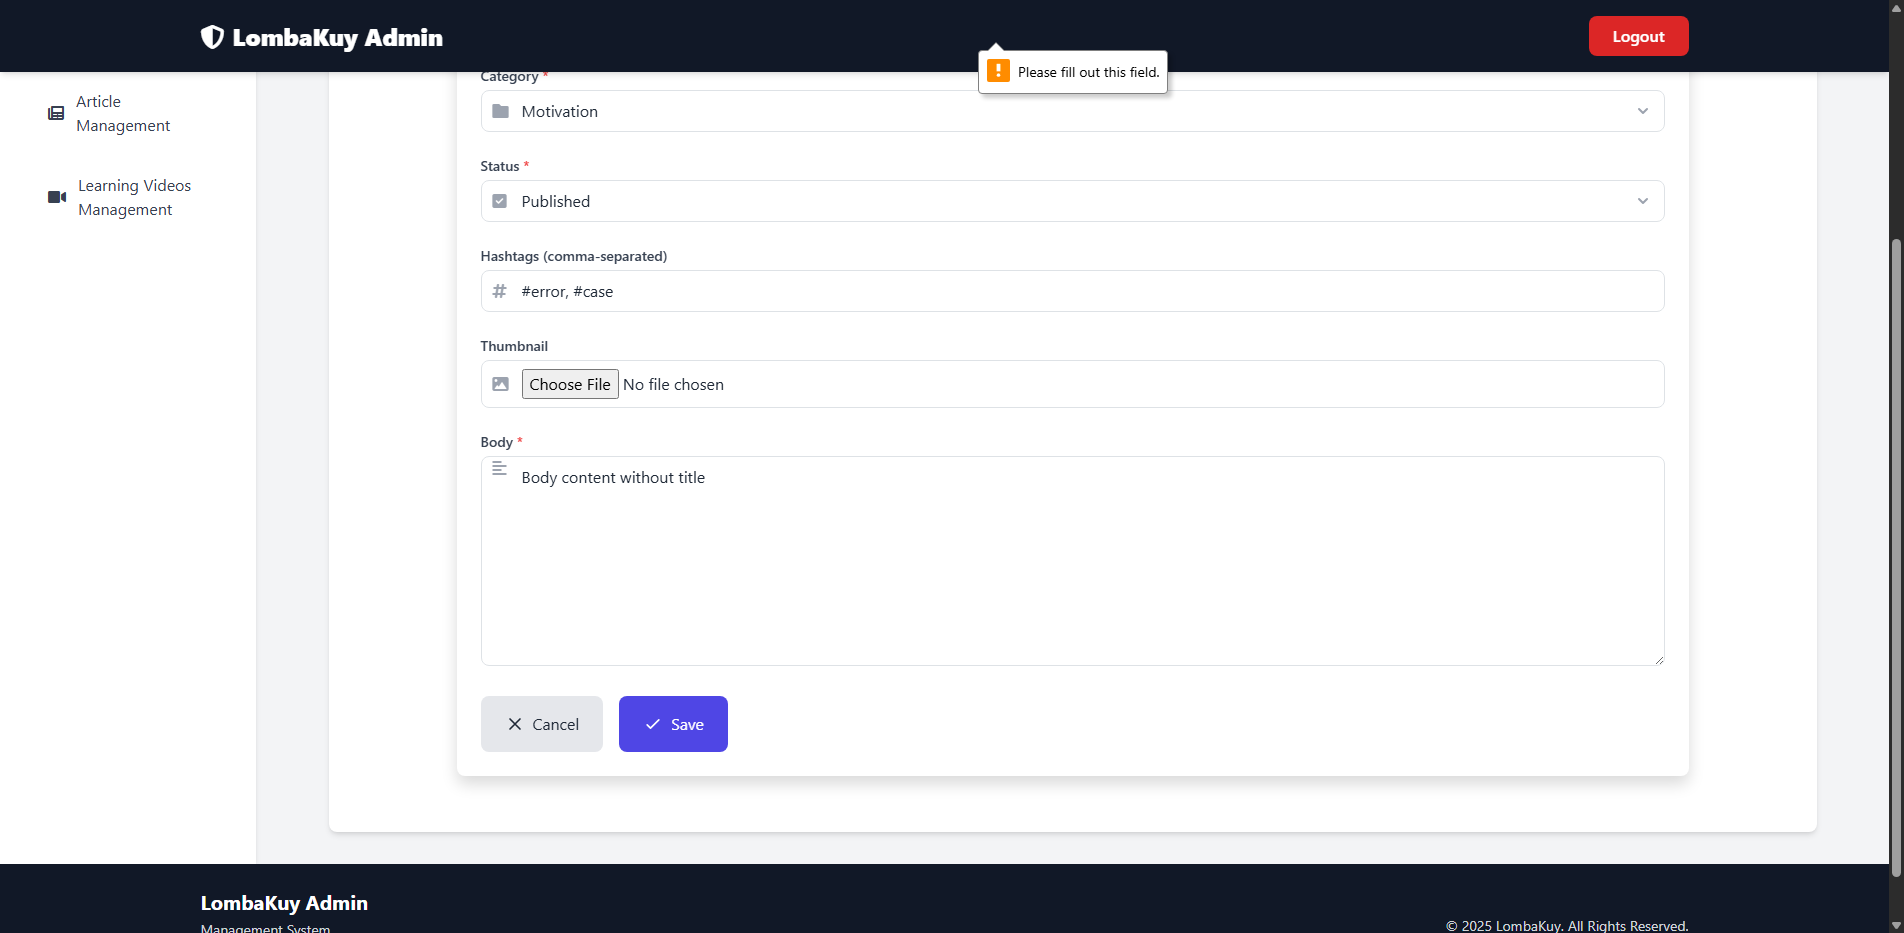 LombaKuy Admin
Logout
Please fill out this field.
Article
Management
Learning Videos
Management
Category *
Motivation
Status *
Published
Hashtags (comma-separated)
#error, #case
Thumbnail
Choose File No file chosen
Body *
Body content without title
Cancel
Save
LombaKuy Admin
Management System
© 2025 LombaKuy. All Rights Reserved.